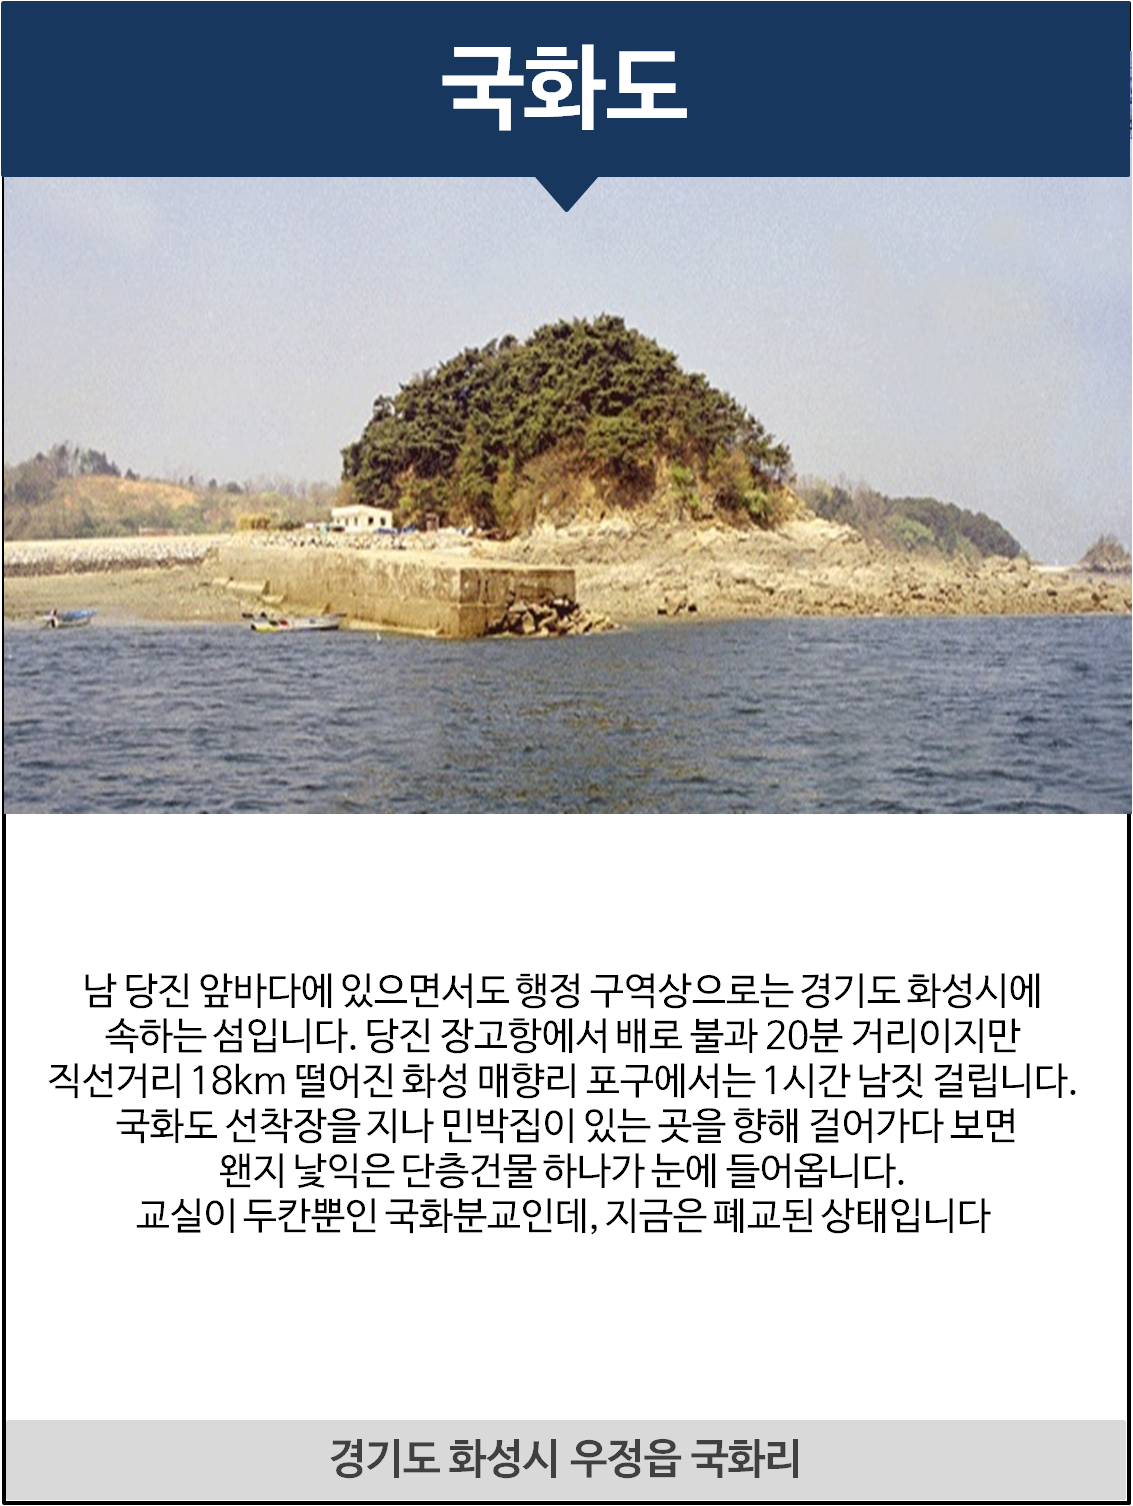 국화도
남 당진 앞바다에 있으면서도 행정 구역상으로는 경기도 화성시에
속하는 섬입니다. 당진 장고항에서 배로 불과 20분 거리이지만
직선거리 18km 떨어진 화성 매향리 포구에서는 1시간 남짓 걸립니다.
국화도 선착장을 지나 민박집이 있는 곳을 향해 걸어가다 보면
왠지 낯익은 단층건물 하나가 눈에 들어옵니다.
교실이 두칸뿐인 국화분교인데, 지금은 폐교된 상태입니다
경기도 화성시 우정읍 국화리